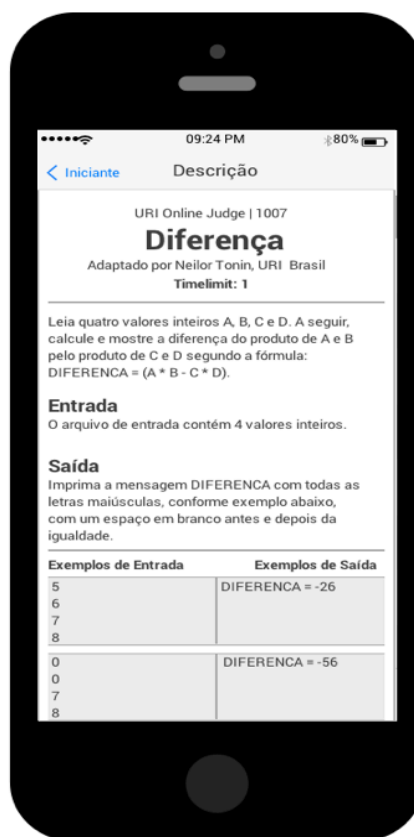 09:24 PM 80%
Iniciante Descrição
URI Online Judge | 1007
Diferença
Adaptado por Neilor Tonin, URI Brasil
Timelimit: 1
Leia quatro valores inteiros A, B, C e D. A seguir,
calcule e mostre a diferença do produto de A e B
pelo produto de C e D segundo a fórmula:
DIFERENCA = (A * B - C * D).
Entrada
O arquivo de entrada contém 4 valores inteiros.
Saída
Imprima a mensagem DIFERENCA com todas as
letras maiúsculas, conforme exemplo abaixo,
com um espaço em branco antes e depois da
igualdade.
Exemplos de Entrada Exemplos de Saída
5 DIFERENCA = -26
6
7
8
0 DIFERENCA = -56
0
7
8